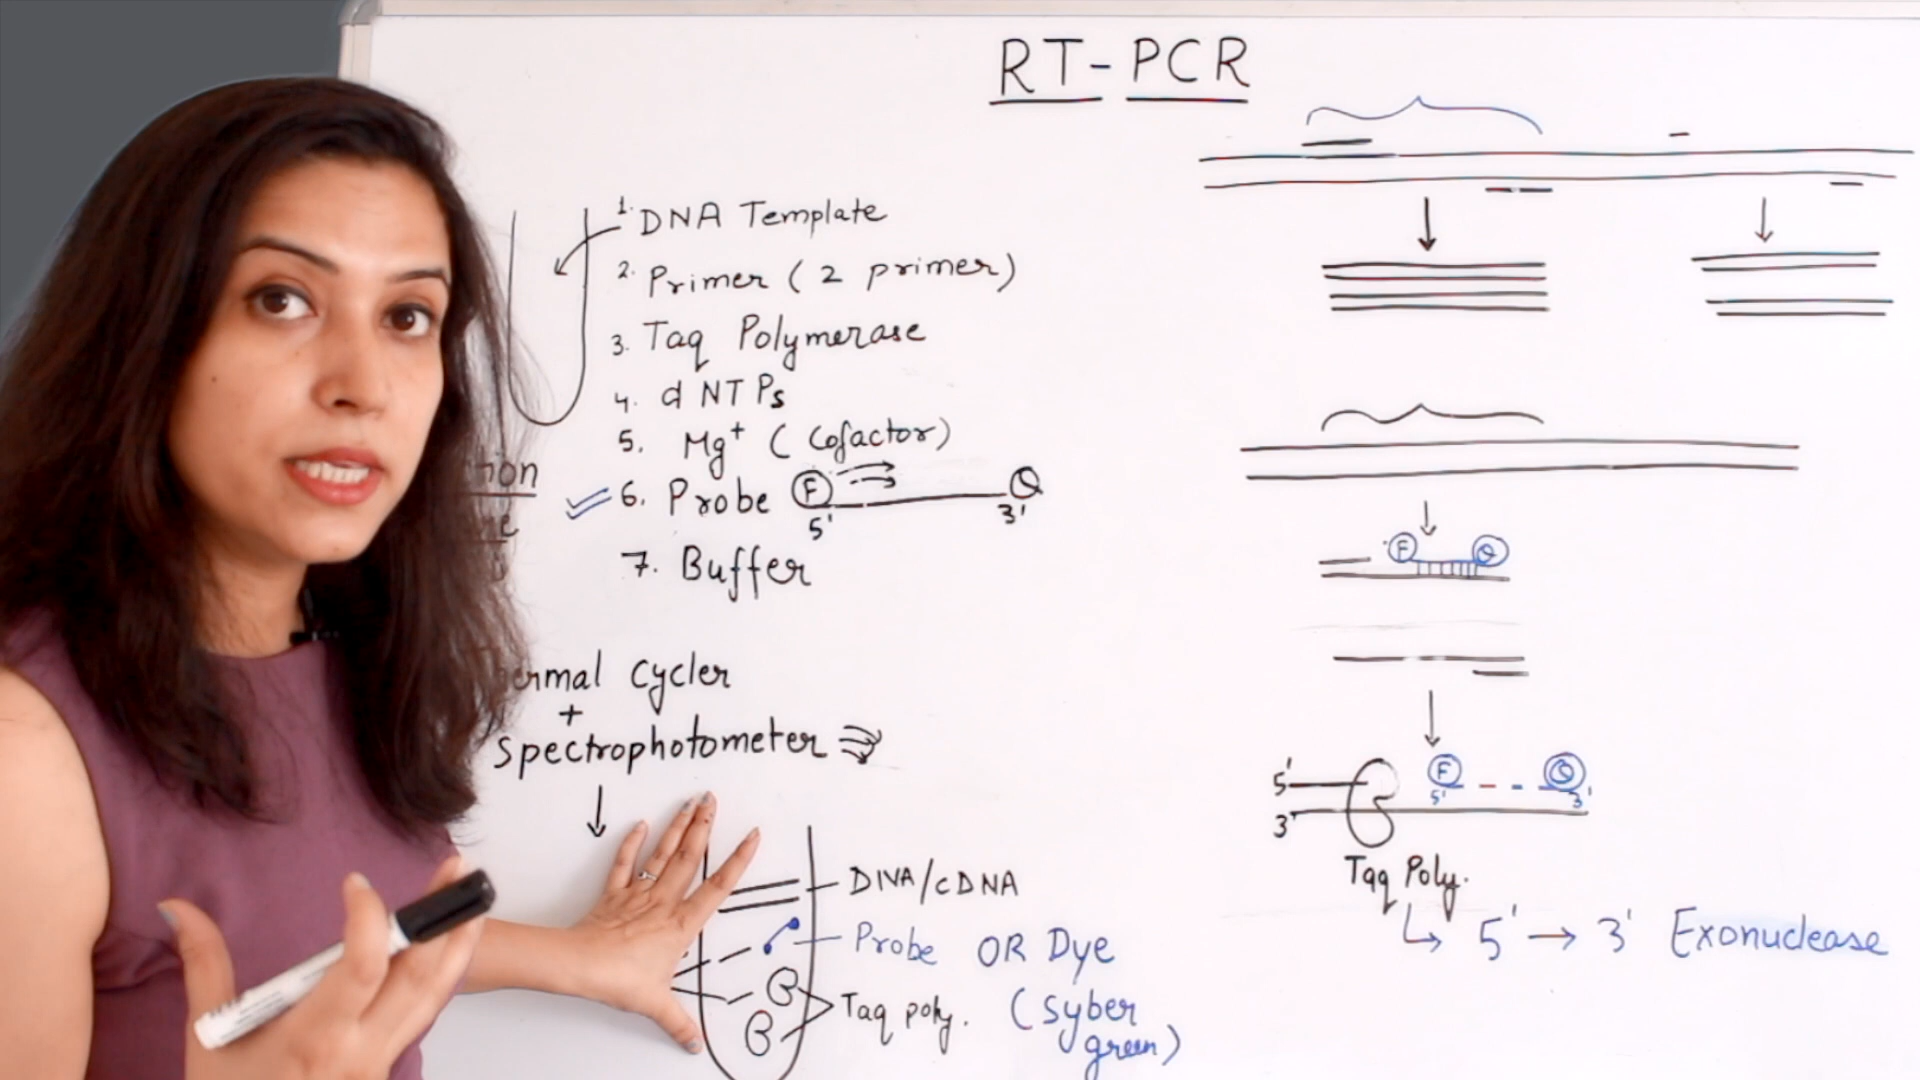 RT-PCR
1. DNA Template
2. Primer ( 2 primer)
3. Taq Polymerase
4. dNTPs
5. Mg+ ( Cofactor)
6. Probe F Q
5' 3'
7. Buffer
Cycler
+
Spectrophotometer
DNA/cDNA
Probe OR Dye
Taq poly. (Syber
green)
F Q
5' F Q
5' 3'
3'
Taq Poly.
5' → 3' Exonuclease